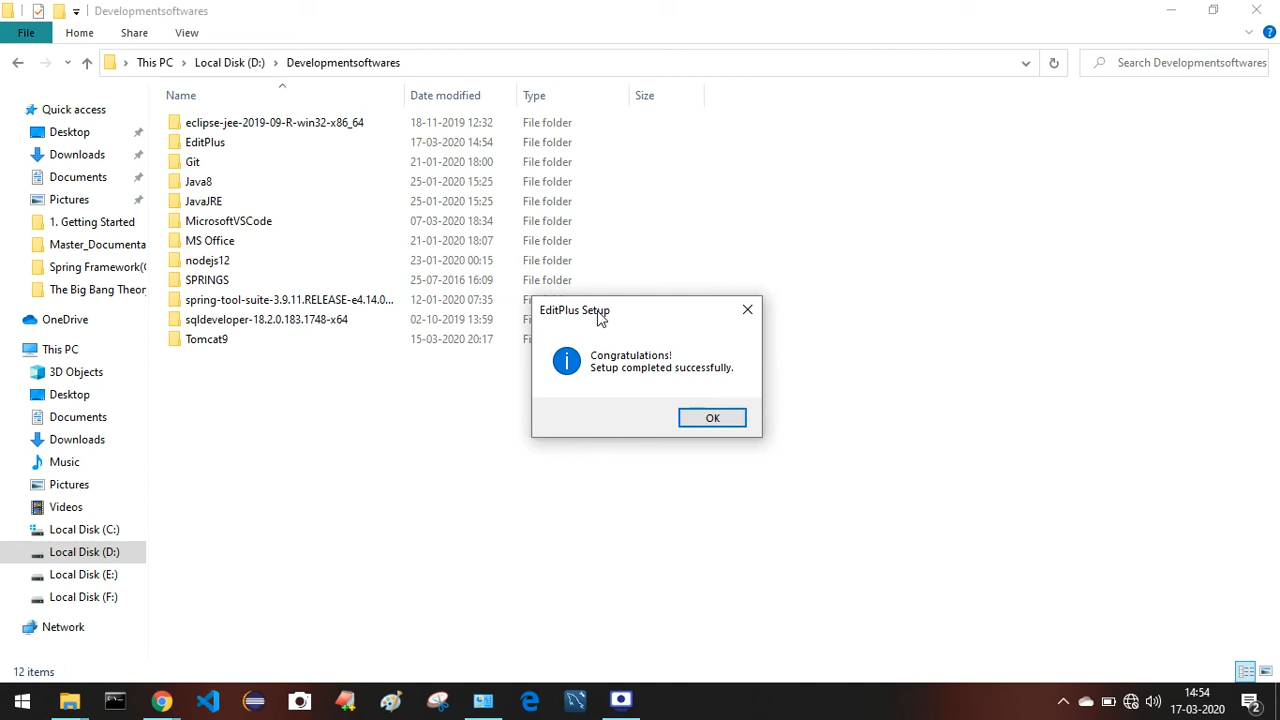 Developmentsoftwares
File Home Share View
This PC Local Disk (D:) Developmentsoftwares Search Developmentsoftwares
Name Date modified Type Size
Quick access
Desktop
Downloads
Documents
Pictures
1. Getting Started
Master_Documenta
Spring Framework(C
The Big Bang Theor
OneDrive
This PC
3D Objects
Desktop
Documents
Downloads
Music
Pictures
Videos
Local Disk (C:)
Local Disk (D:)
Local Disk (E:)
Local Disk (F:)
Network
eclipse-jee-2019-09-R-win32-x86_64 18-11-2019 12:32 File folder
EditPlus 17-03-2020 14:54 File folder
Git 21-01-2020 18:00 File folder
Java8 25-01-2020 15:25 File folder
JavaJRE 25-01-2020 15:25 File folder
MicrosoftVSCode 07-03-2020 18:34 File folder
MS Office 21-01-2020 18:07 File folder
nodejs12 23-01-2020 00:15 File folder
SPRINGS 25-07-2016 16:09 File folder
spring-tool-suite-3.9.11.RELEASE-e4.14.0... 12-01-2020 07:35
sqldeveloper-18.2.0.183.1748-x64 02-10-2019 13:59
Tomcat9 15-03-2020 20:17
EditPlus Setup
Congratulations!
Setup completed successfully.
OK
12 items
14:54
17-03-2020
2